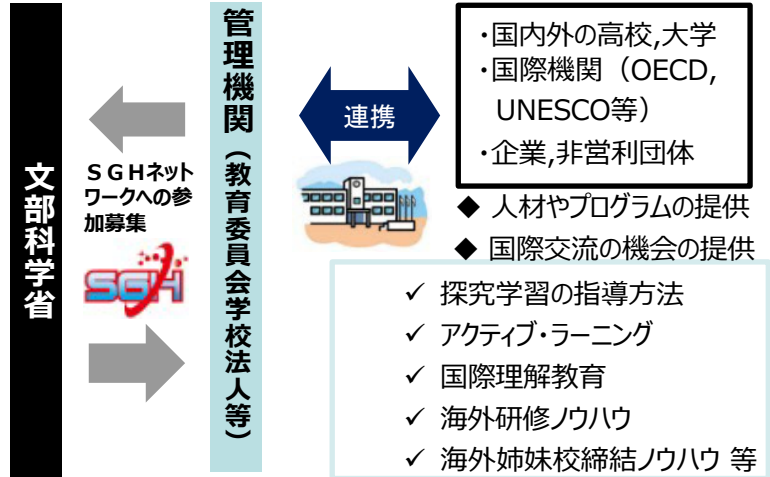 文部科学省
ＳＧＨネット
ワークへの参
加募集
SGH
管理機関（教育委員会学校法人等）
連携
・国内外の高校,大学
・国際機関（OECD,
UNESCO等）
・企業,非営利団体
◆ 人材やプログラムの提供
◆ 国際交流の機会の提供
✓ 探究学習の指導方法
✓ アクティブ・ラーニング
✓ 国際理解教育
✓ 海外研修ノウハウ
✓ 海外姉妹校締結ノウハウ 等